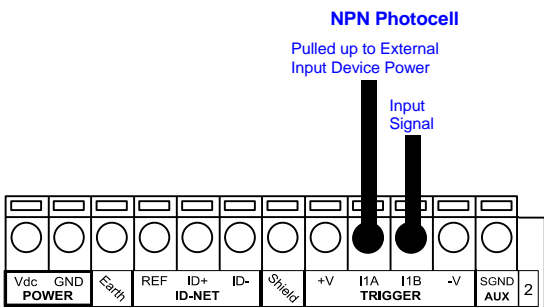 NPN Photocell
Pulled up to External
Input Device Power
Input
Signal
Vdc GND Earth REF ID+ ID- Shield +V I1A I1B -V SGND 2
POWER ID-NET TRIGGER AUX